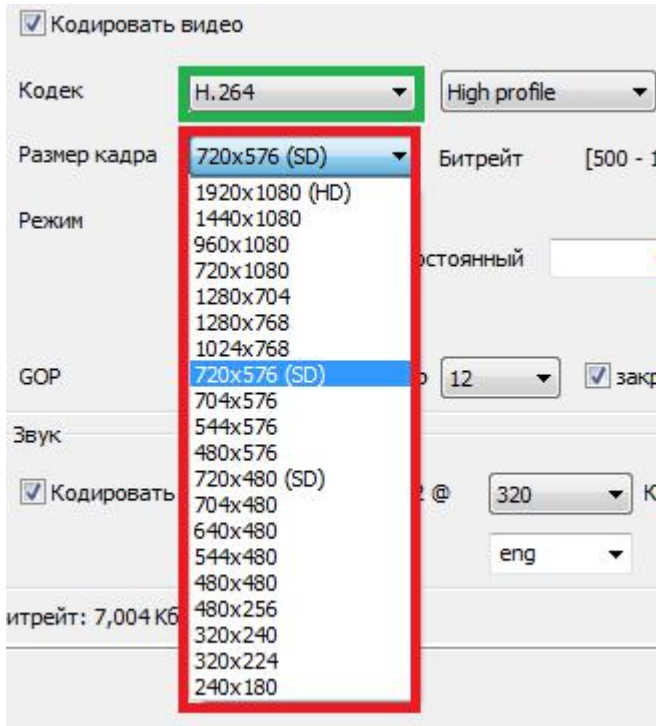 Кодировать видео
Кодек H.264 High profile
Размер кадра 720x576 (SD) Битрейт [500 - 1
1920x1080 (HD)
Режим 1440x1080
960x1080
остоянный
720x1080
1280x704
1280x768
1024x768
GOP 720x576 (SD) р 12 закр
704x576
544x576
Звук 480x576
720x480 (SD)
Кодировать 704x480 2 @ 320 К
640x480
544x480 eng
480x480
итрейт: 7,004 Кб 480x256
320x240
320x224
240x180